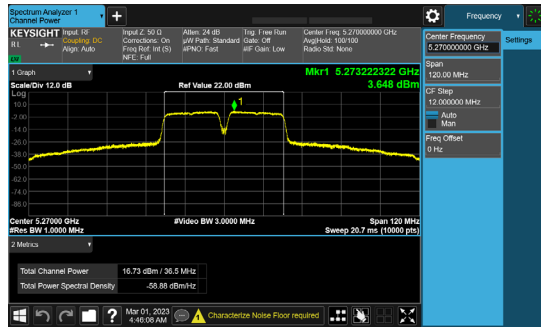 Spectrum Analyzer 1
Channel Power
+
Frequency
KEYSIGHT
RL
Input: RF
Coupling: DC
Align: Auto
Input Z: 50 Ω
Corrections: On
Freq Ref: Int (S)
NFE: Full
Atten: 24 dB
µW Path: Standard
#PNO: Fast
Trig: Free Run
Gate: Off
#IF Gain: Low
Center Freq: 5.270000000 GHz
Avg|Hold: 100/100
Radio Std: None
Center Frequency
5.270000000 GHz
Settings
Span
120.00 MHz
CF Step
12.000000 MHz
Auto
Man
Freq Offset
0 Hz
1 Graph
Mkr1 5.273222322 GHz
3.648 dBm
Scale/Div 12.0 dB
Ref Value 22.00 dBm
Log
1
10.0
-2.00
-14.0
-26.0
-38.0
-50.0
-62.0
-74.0
-86.0
Center 5.27000 GHz
#Video BW 3.0000 MHz
Span 120 MHz
#Res BW 1.0000 MHz
Sweep 20.7 ms (10000 pts)
2 Metrics
Total Channel Power 16.73 dBm / 36.5 MHz
Total Power Spectral Density -58.88 dBm/Hz
?
Mar 01, 2023
4:46:08 AM
Characterize Noise Floor required